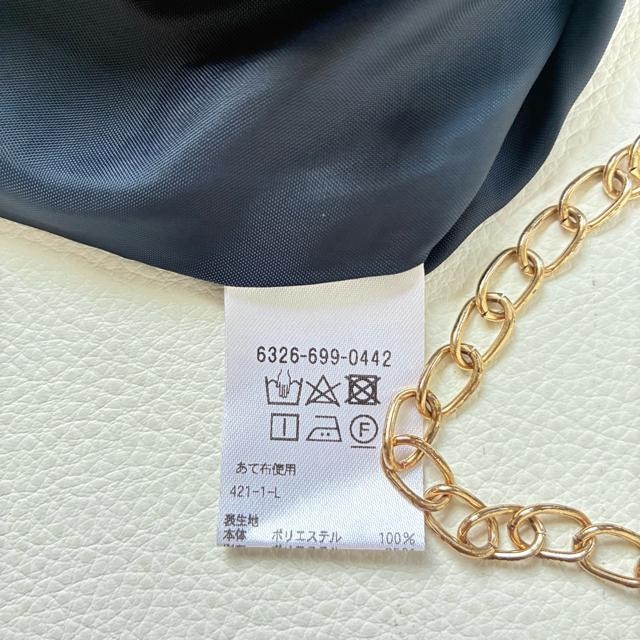 6326-699-0442
F
あて布使用
421-1-L
表生地
本体 ポリエステル 100%